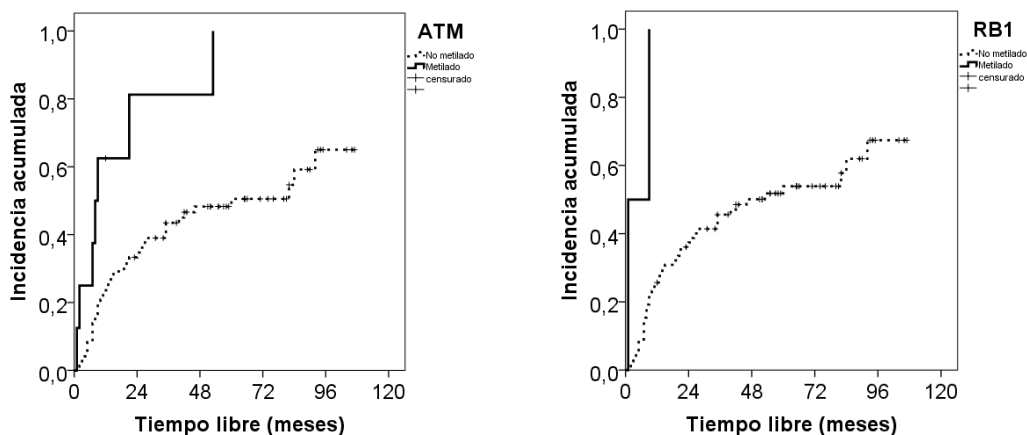 ATM
No metilado
Metilado
censurado
Incidencia acumulada
1,0
0,8
0,6
0,4
0,2
0,0
0
24
48
72
96
120
Tiempo libre (meses)
RB1
No metilado
Metilado
censurado
Incidencia acumulada
1,0
0,8
0,6
0,4
0,2
0,0
0
24
48
72
96
120
Tiempo libre (meses)